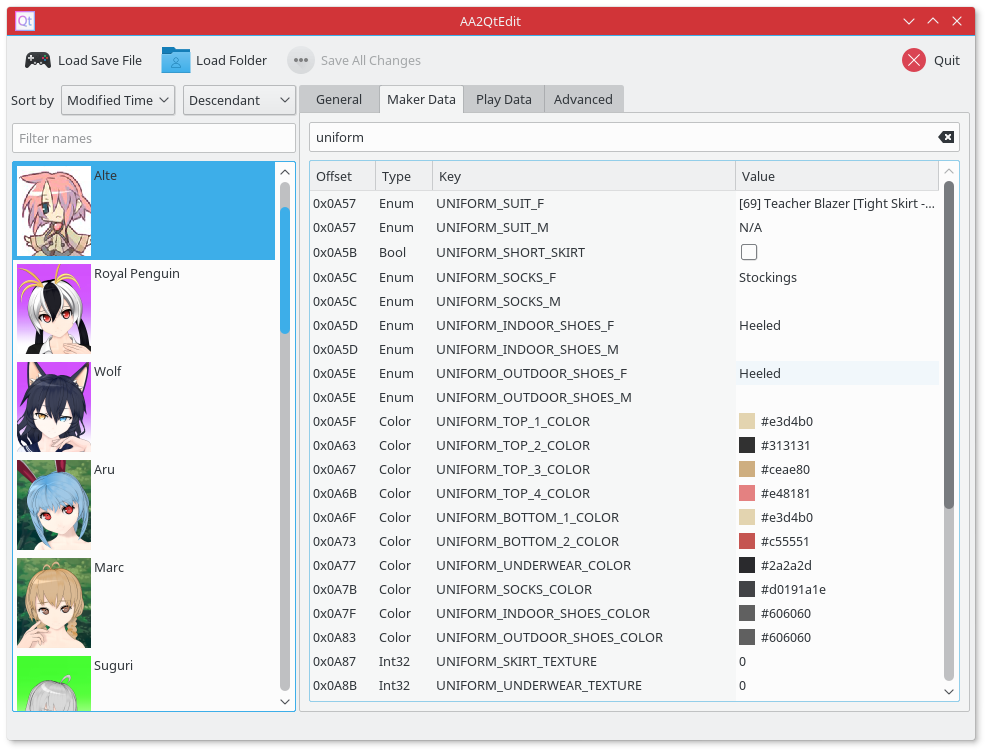 Qt AA2QtEdit
Load Save File Load Folder Save All Changes Quit
Sort by Modified Time Descendant
General Maker Data Play Data Advanced
Filter names
uniform
Alte
Royal Penguin
Wolf
Aru
Marc
Suguri
Offset Type Key Value
0x0A57 Enum UNIFORM_SUIT_F [69] Teacher Blazer [Tight Skirt -...
0x0A57 Enum UNIFORM_SUIT_M N/A
0x0A5B Bool UNIFORM_SHORT_SKIRT
0x0A5C Enum UNIFORM_SOCKS_F Stockings
0x0A5C Enum UNIFORM_SOCKS_M
0x0A5D Enum UNIFORM_INDOOR_SHOES_F Heeled
0x0A5D Enum UNIFORM_INDOOR_SHOES_M
0x0A5E Enum UNIFORM_OUTDOOR_SHOES_F Heeled
0x0A5E Enum UNIFORM_OUTDOOR_SHOES_M
0x0A5F Color UNIFORM_TOP_1_COLOR #e3d4b0
0x0A63 Color UNIFORM_TOP_2_COLOR #313131
0x0A67 Color UNIFORM_TOP_3_COLOR #ceae80
0x0A6B Color UNIFORM_TOP_4_COLOR #e48181
0x0A6F Color UNIFORM_BOTTOM_1_COLOR #e3d4b0
0x0A73 Color UNIFORM_BOTTOM_2_COLOR #c55551
0x0A77 Color UNIFORM_UNDERWEAR_COLOR #2a2a2d
0x0A7B Color UNIFORM_SOCKS_COLOR #d0191a1e
0x0A7F Color UNIFORM_INDOOR_SHOES_COLOR #606060
0x0A83 Color UNIFORM_OUTDOOR_SHOES_COLOR #606060
0x0A87 Int32 UNIFORM_SKIRT_TEXTURE 0
0x0A8B Int32 UNIFORM_UNDERWEAR_TEXTURE 0